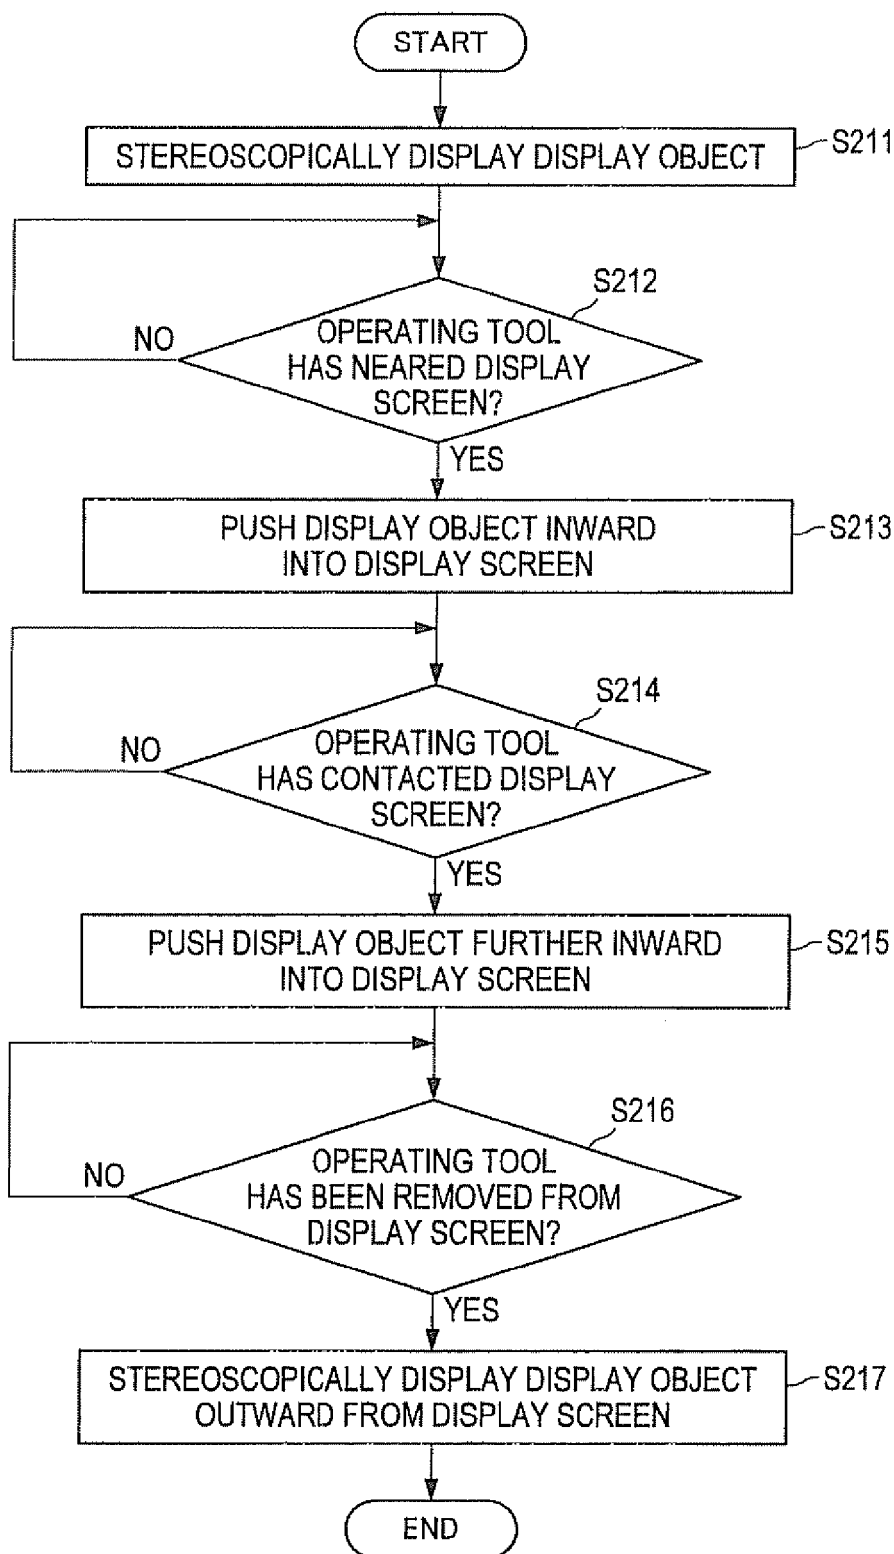 START
STEREOSCOPICALLY DISPLAY DISPLAY OBJECT
S211
S212
OPERATING TOOL
HAS NEARED DISPLAY
SCREEN?
NO
YES
PUSH DISPLAY OBJECT INWARD
INTO DISPLAY SCREEN
S213
S214
OPERATING TOOL
HAS CONTACTED DISPLAY
SCREEN?
NO
YES
PUSH DISPLAY OBJECT FURTHER INWARD
INTO DISPLAY SCREEN
S215
S216
OPERATING TOOL
HAS BEEN REMOVED FROM
DISPLAY SCREEN?
NO
YES
STEREOSCOPICALLY DISPLAY DISPLAY OBJECT
OUTWARD FROM DISPLAY SCREEN
S217
END